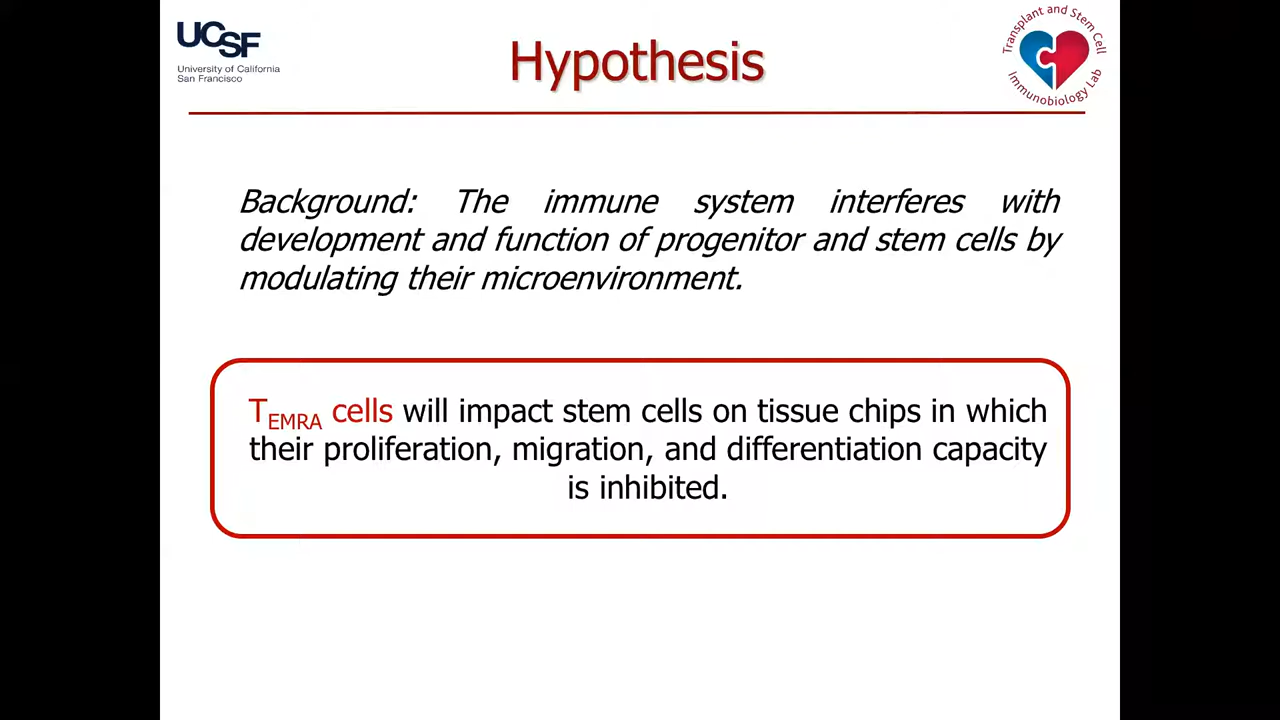 UCSF
University of California
San Francisco
Hypothesis
Transplant and Stem Cell
Immunobiology Lab
Background: The immune system interferes with
development and function of progenitor and stem cells by
modulating their microenvironment.
TEMRA cells will impact stem cells on tissue chips in which
their proliferation, migration, and differentiation capacity
is inhibited.